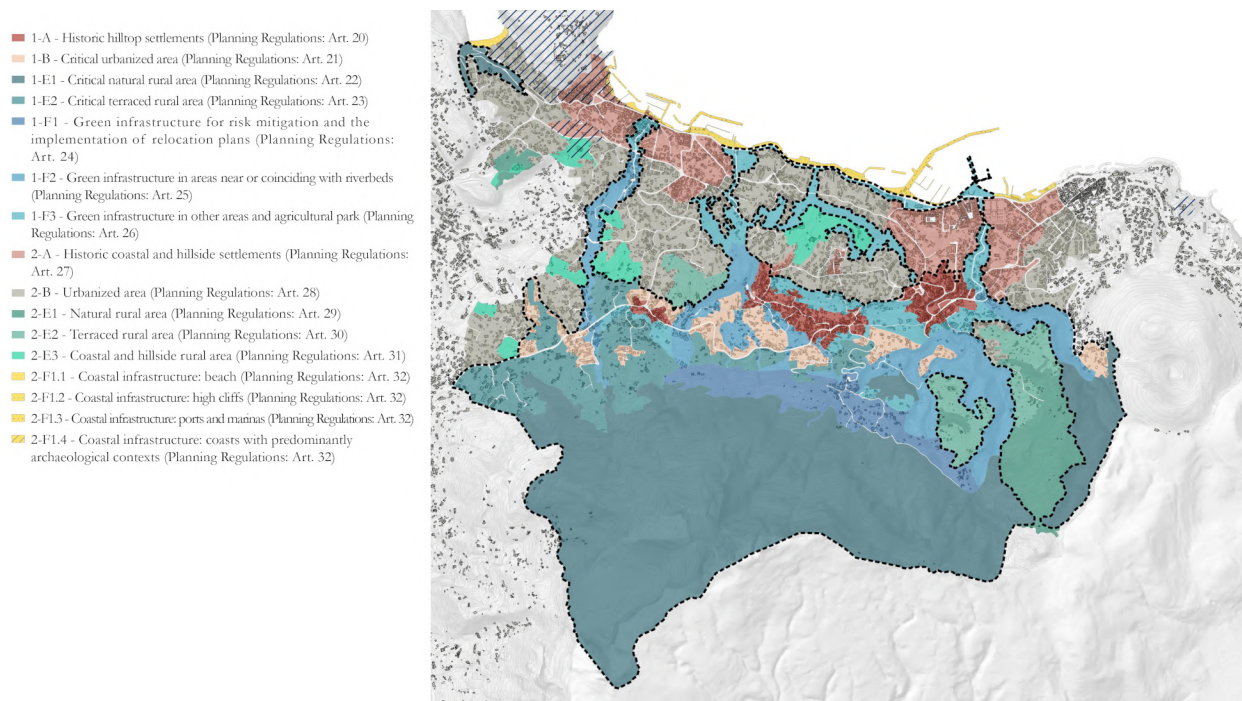 1-A - Historic hilltop settlements (Planning Regulations: Art. 20)
1-B - Critical urbanized area (Planning Regulations: Art. 21)
1-E1 - Critical natural rural area (Planning Regulations: Art. 22)
1-E2 - Critical terraced rural area (Planning Regulations: Art. 23)
1-F1 - Green infrastructure for risk mitigation and the
implementation of relocation plans (Planning Regulations:
Art. 24)
1-F2 - Green infrastructure in areas near or coinciding with riverbeds
(Planning Regulations: Art. 25)
1-F3 - Green infrastructure in other areas and agricultural park (Planning
Regulations: Art. 26)
2-A - Historic coastal and hillside settlements (Planning Regulations:
Art. 27)
2-B - Urbanized area (Planning Regulations: Art. 28)
2-E1 - Natural rural area (Planning Regulations: Art. 29)
2-E2 - Terraced rural area (Planning Regulations: Art. 30)
2-E3 - Coastal and hillside rural area (Planning Regulations: Art. 31)
2-F1.1 - Coastal infrastructure: beach (Planning Regulations: Art. 32)
2-F1.2 - Coastal infrastructure: high cliffs (Planning Regulations: Art. 32)
2-F1.3 - Coastal infrastructure: ports and marinas (Planning Regulations: Art. 32)
2-F1.4 - Coastal infrastructure: coasts with predominantly
archaeological contexts (Planning Regulations: Art. 32)